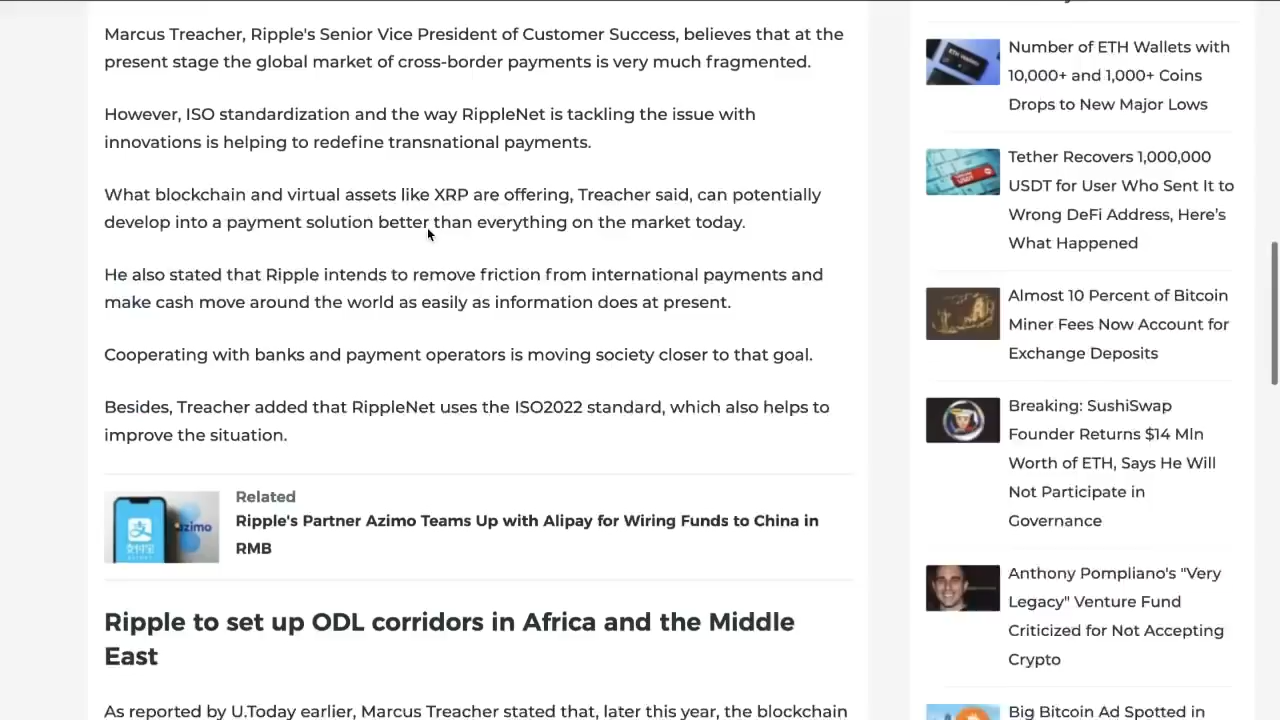 Marcus Treacher, Ripple's Senior Vice President of Customer Success, believes that at the
present stage the global market of cross-border payments is very much fragmented.
However, ISO standardization and the way RippleNet is tackling the issue with
innovations is helping to redefine transnational payments.
What blockchain and virtual assets like XRP are offering, Treacher said, can potentially
develop into a payment solution better than everything on the market today.
He also stated that Ripple intends to remove friction from international payments and
make cash move around the world as easily as information does at present.
Cooperating with banks and payment operators is moving society closer to that goal.
Besides, Treacher added that RippleNet uses the ISO2022 standard, which also helps to
improve the situation.
支
支付宝
azimo
Related
Ripple's Partner Azimo Teams Up with Alipay for Wiring Funds to China in
RMB
Ripple to set up ODL corridors in Africa and the Middle
East
As reported by U.Today earlier, Marcus Treacher stated that, later this year, the blockchain
Number of ETH Wallets with
10,000+ and 1,000+ Coins
Drops to New Major Lows
Tether Recovers 1,000,000
USDT for User Who Sent It to
Wrong DeFi Address, Here's
What Happened
Almost 10 Percent of Bitcoin
Miner Fees Now Account for
Exchange Deposits
Breaking: SushiSwap
Founder Returns $14 Mln
Worth of ETH, Says He Will
Not Participate in
Governance
Anthony Pompliano's "Very
Legacy" Venture Fund
Criticized for Not Accepting
Crypto
Big Bitcoin Ad Spotted in